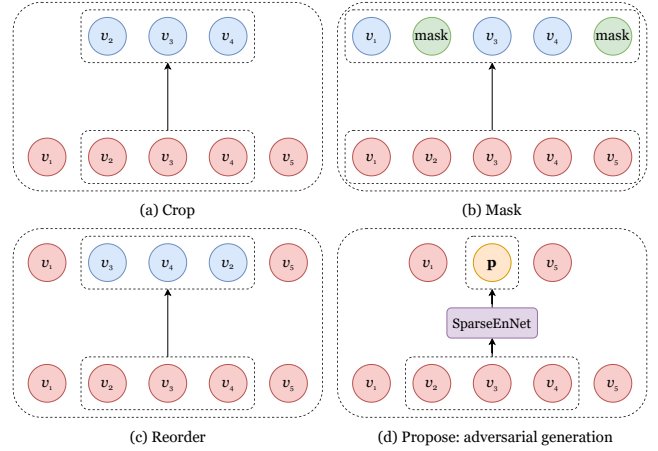 v₂ v₃ v₄
v₁ v₂ v₃ v₄ v₅
(a) Crop
v₁ mask v₃ v₄ mask
v₁ v₂ v₃ v₄ v₅
(b) Mask
v₁ v₃ v₄ v₂ v₅
v₁ v₂ v₃ v₄ v₅
(c) Reorder
v₁ p v₅
SparseEnNet
v₁ v₂ v₃ v₄ v₅
(d) Propose: adversarial generation